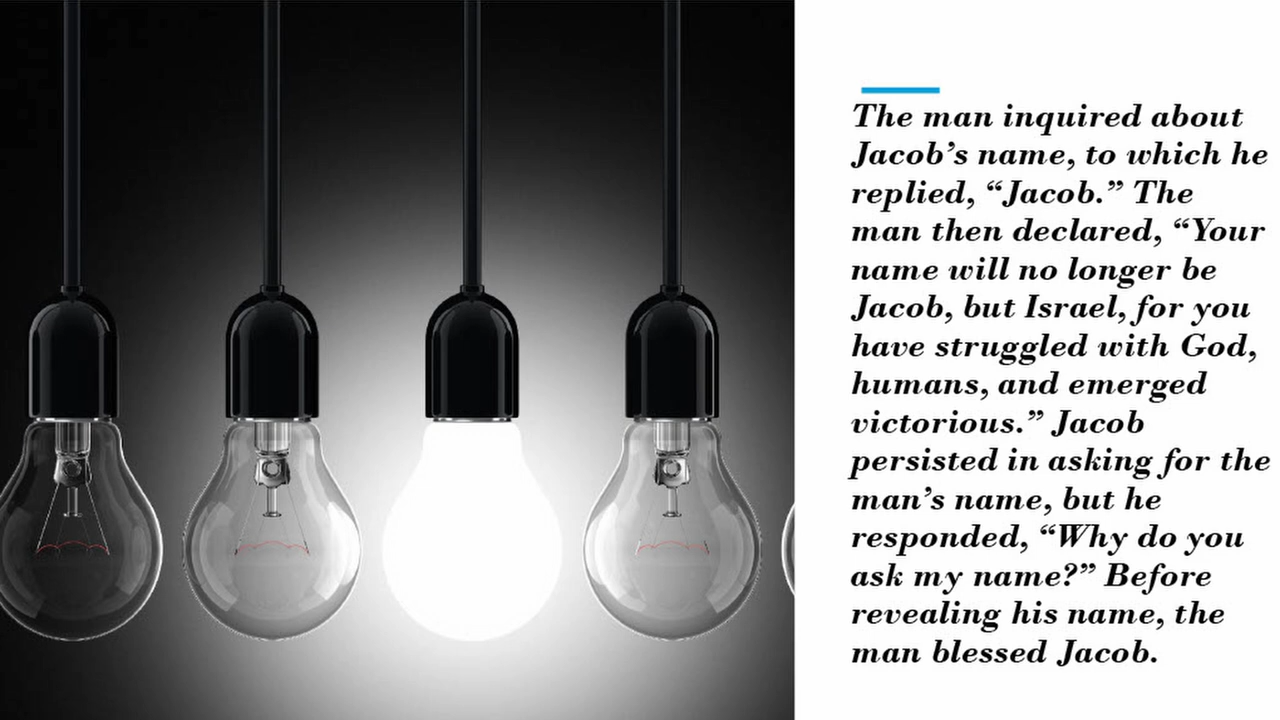 The man inquired about
Jacob’s name, to which he
replied, “Jacob.” The
man then declared, “Your
name will no longer be
Jacob, but Israel, for you
have struggled with God,
humans, and emerged
victorious.” Jacob
persisted in asking for the
man’s name, but he
responded, “Why do you
ask my name?” Before
revealing his name, the
man blessed Jacob.